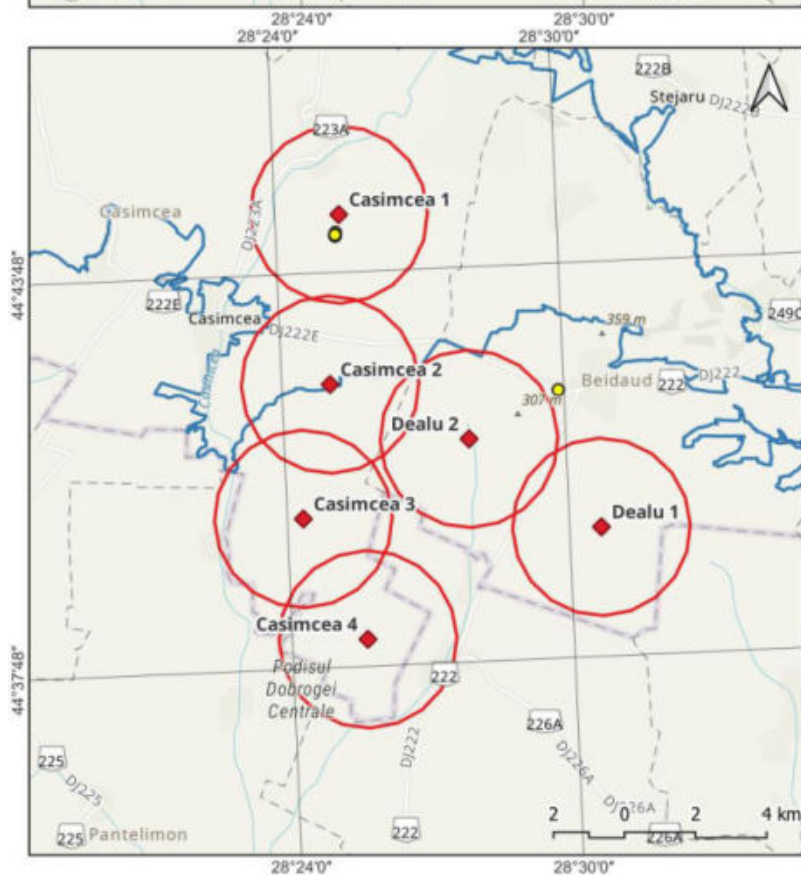 28°24'0" 28°30'0"
28°24'0" 28°30'0"
222B
Stejaru DJ222B
223A
Casimcea 1
Casimcea
DJ223A
44°43'48"
222E
Casimcea
DJ222E
249C
359 m
Casimcea
Casimcea 2
Beidaud 222 DJ222
307 m
Dealu 2
Casimcea 3
Dealu 1
Casimcea 4
44°37'48"
Podisul
Dobrogei
Centrale
222
226A
225
DJ222
DJ226A
DJ225
2 0 2 4 km
DJ226A
225 Pantelimon
222
226A
28°24'0" 28°30'0"